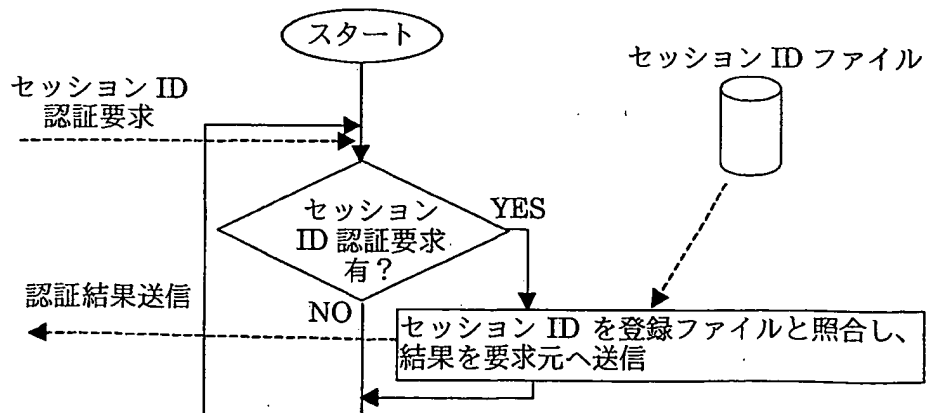 スタート
セッション ID ファイル
セッション ID
認証要求
セッション
ID 認証要求
有?
YES
認証結果送信
NO
セッション ID を登録ファイルと照合し、
結果を要求元へ送信